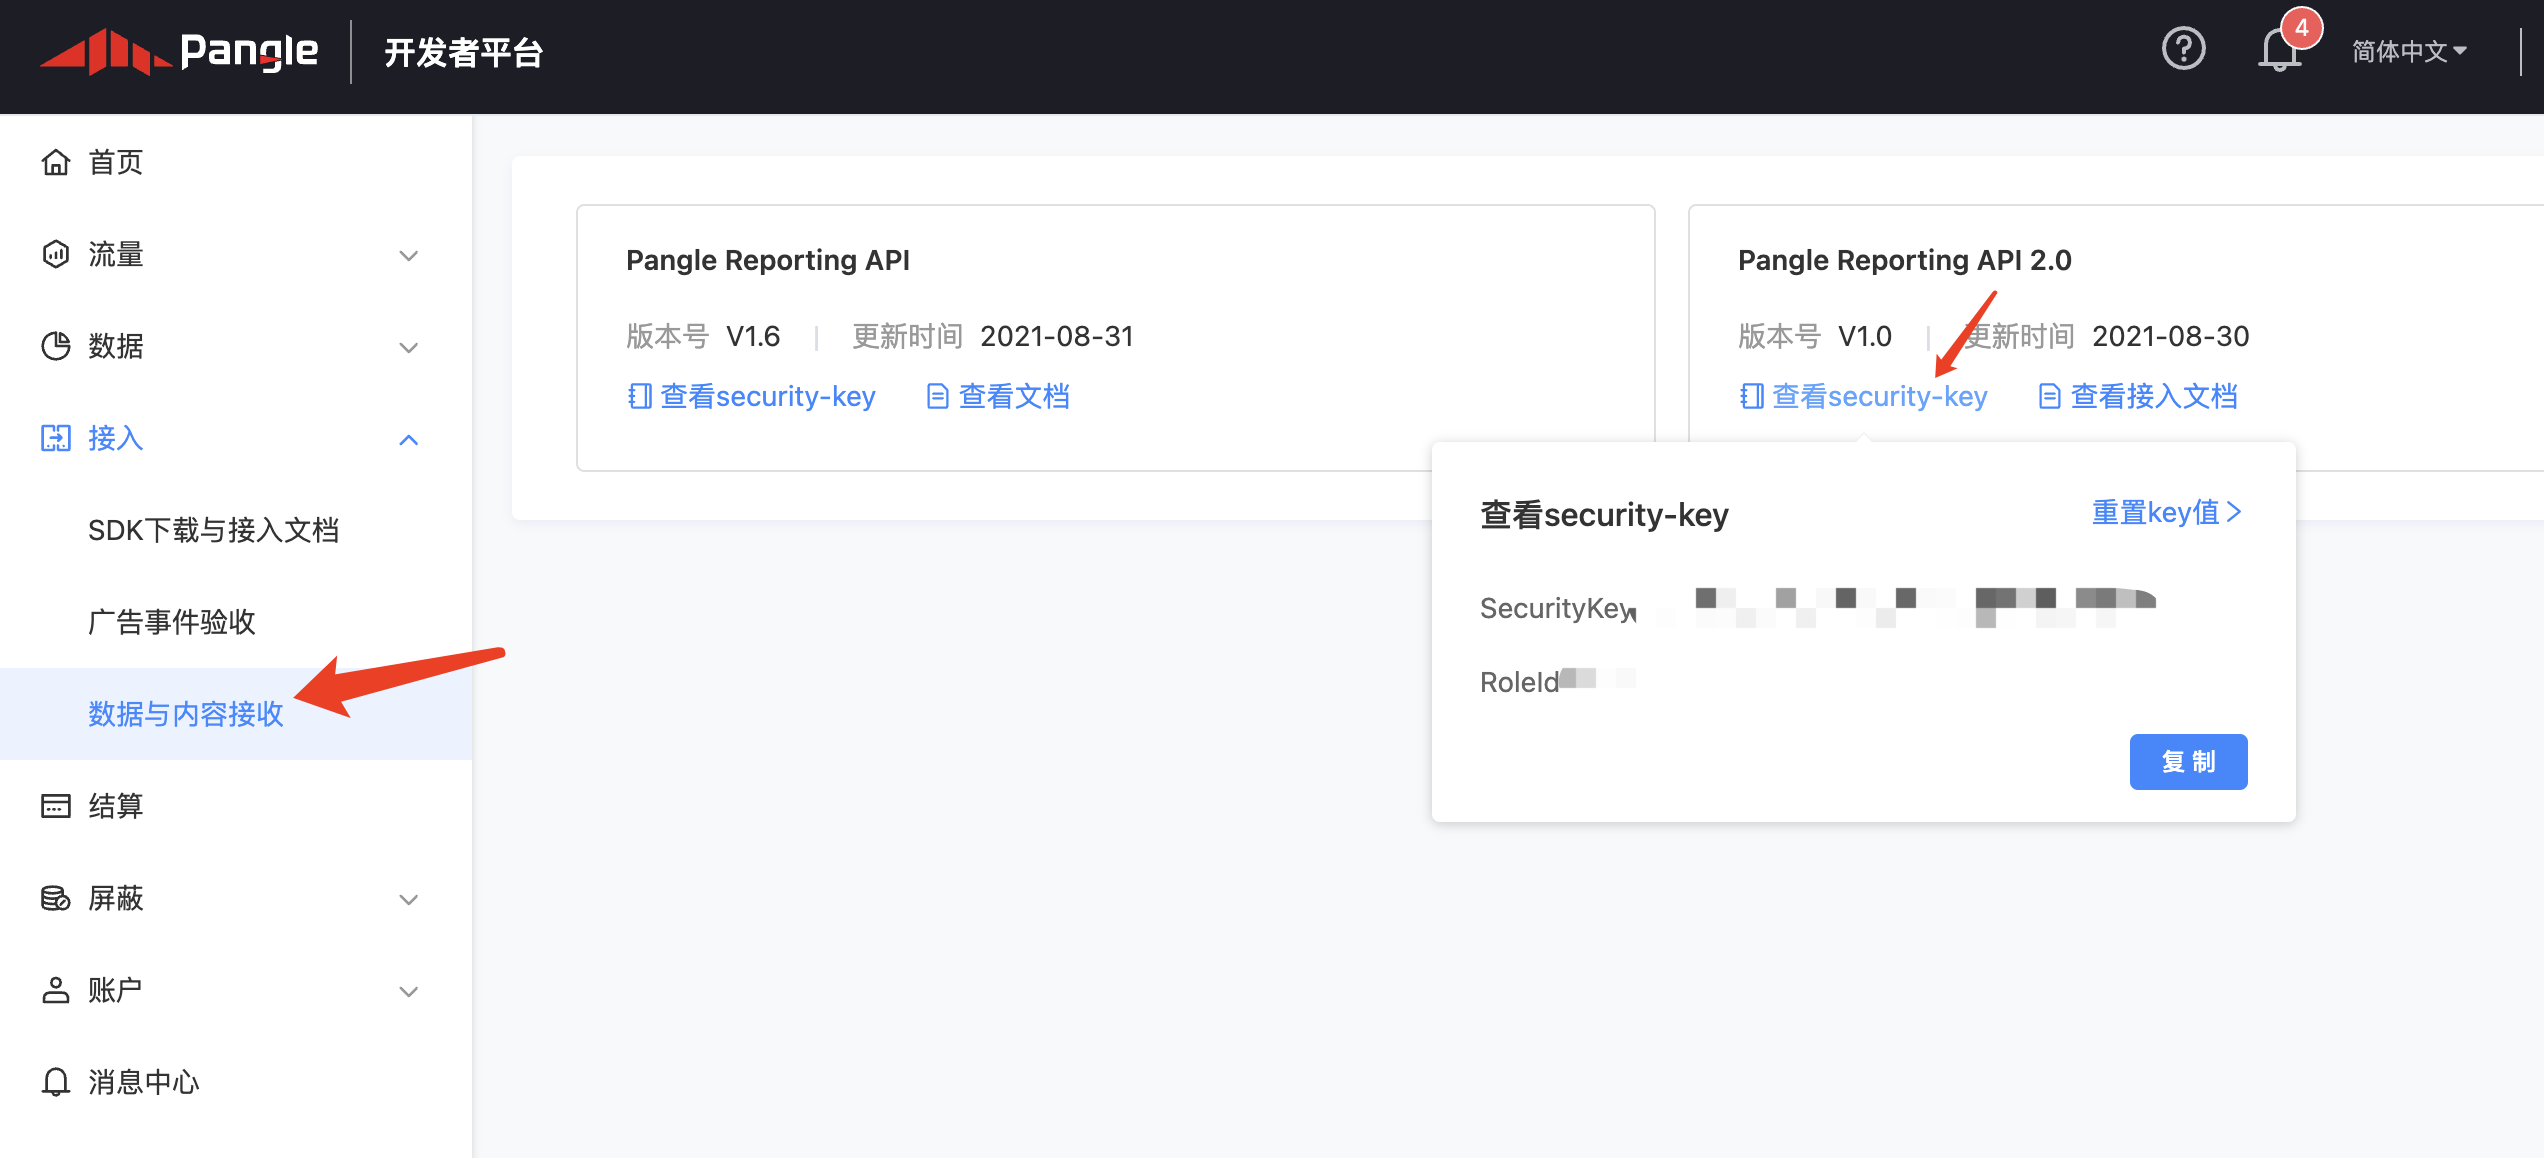 Pangle 开发者平台
4
简体中文
首页
流量
数据
接入
SDK下载与接入文档
广告事件验收
数据与内容接收
结算
屏蔽
账户
消息中心
Pangle Reporting API
版本号 V1.6 更新时间 2021-08-31
查看security-key 查看文档
Pangle Reporting API 2.0
版本号 V1.0 更新时间 2021-08-30
查看security-key 查看接入文档
查看security-key 重置key值
SecurityKey
RoleId
复制